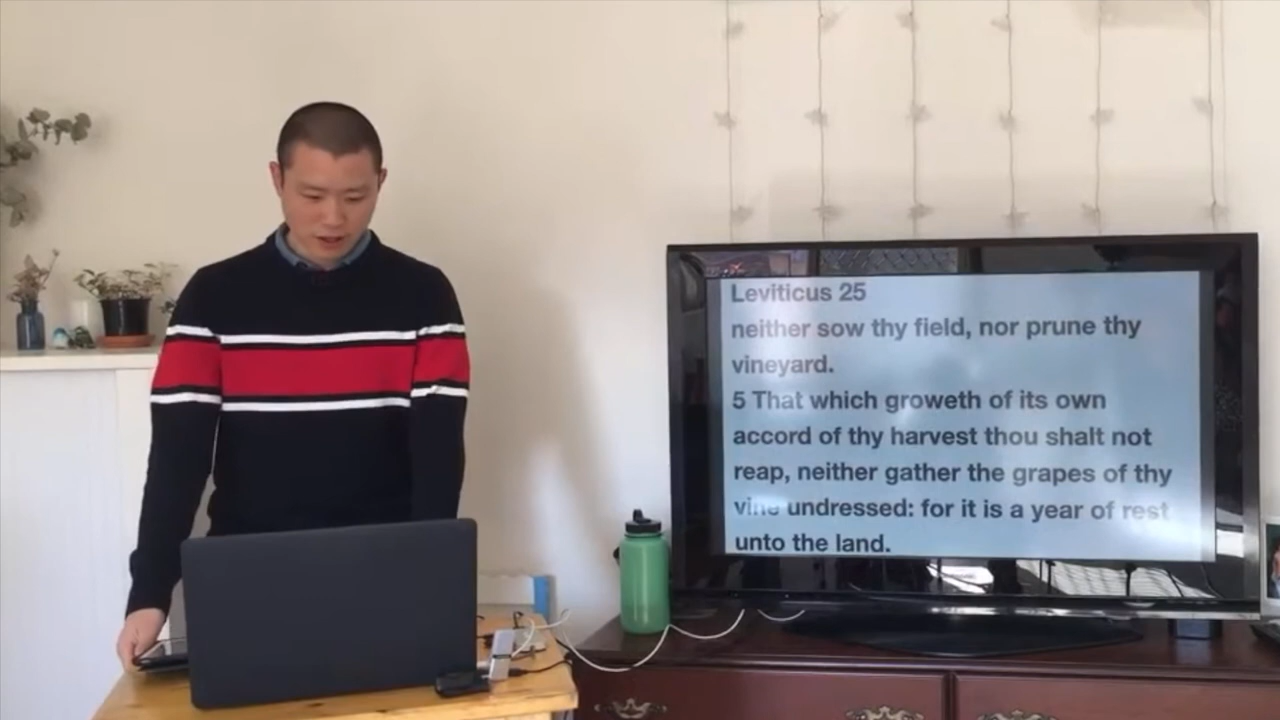 Leviticus 25
neither sow thy field, nor prune thy
vineyard.
5 That which groweth of its own
accord of thy harvest thou shalt not
reap, neither gather the grapes of thy
vine undressed: for it is a year of rest
unto the land.